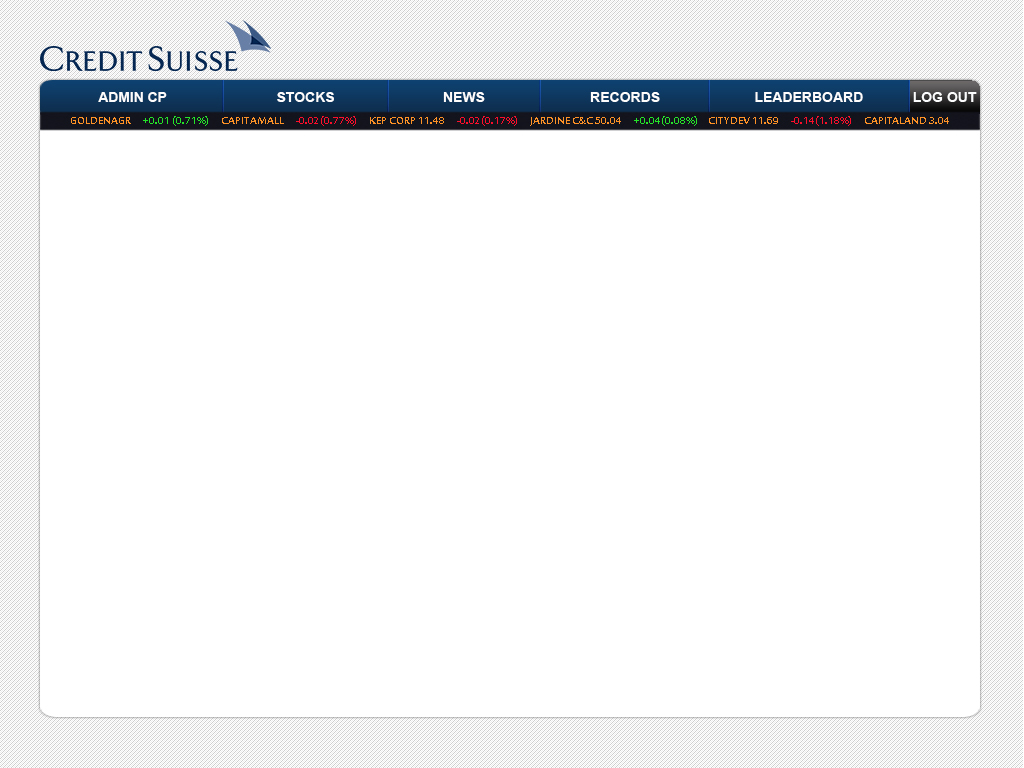 CREDIT SUISSE
ADMIN CP STOCKS NEWS RECORDS LEADERBOARD LOG OUT
GOLDENAGR +0.01 (0.71%) CAPITAMALL -0.02 (0.77%) KEP CORP 11.48 -0.02 (0.17%) JARDINE C&C 50.04 +0.04 (0.08%) CITYDEV 11.69 -0.14 (1.18%) CAPITALAND 3.04